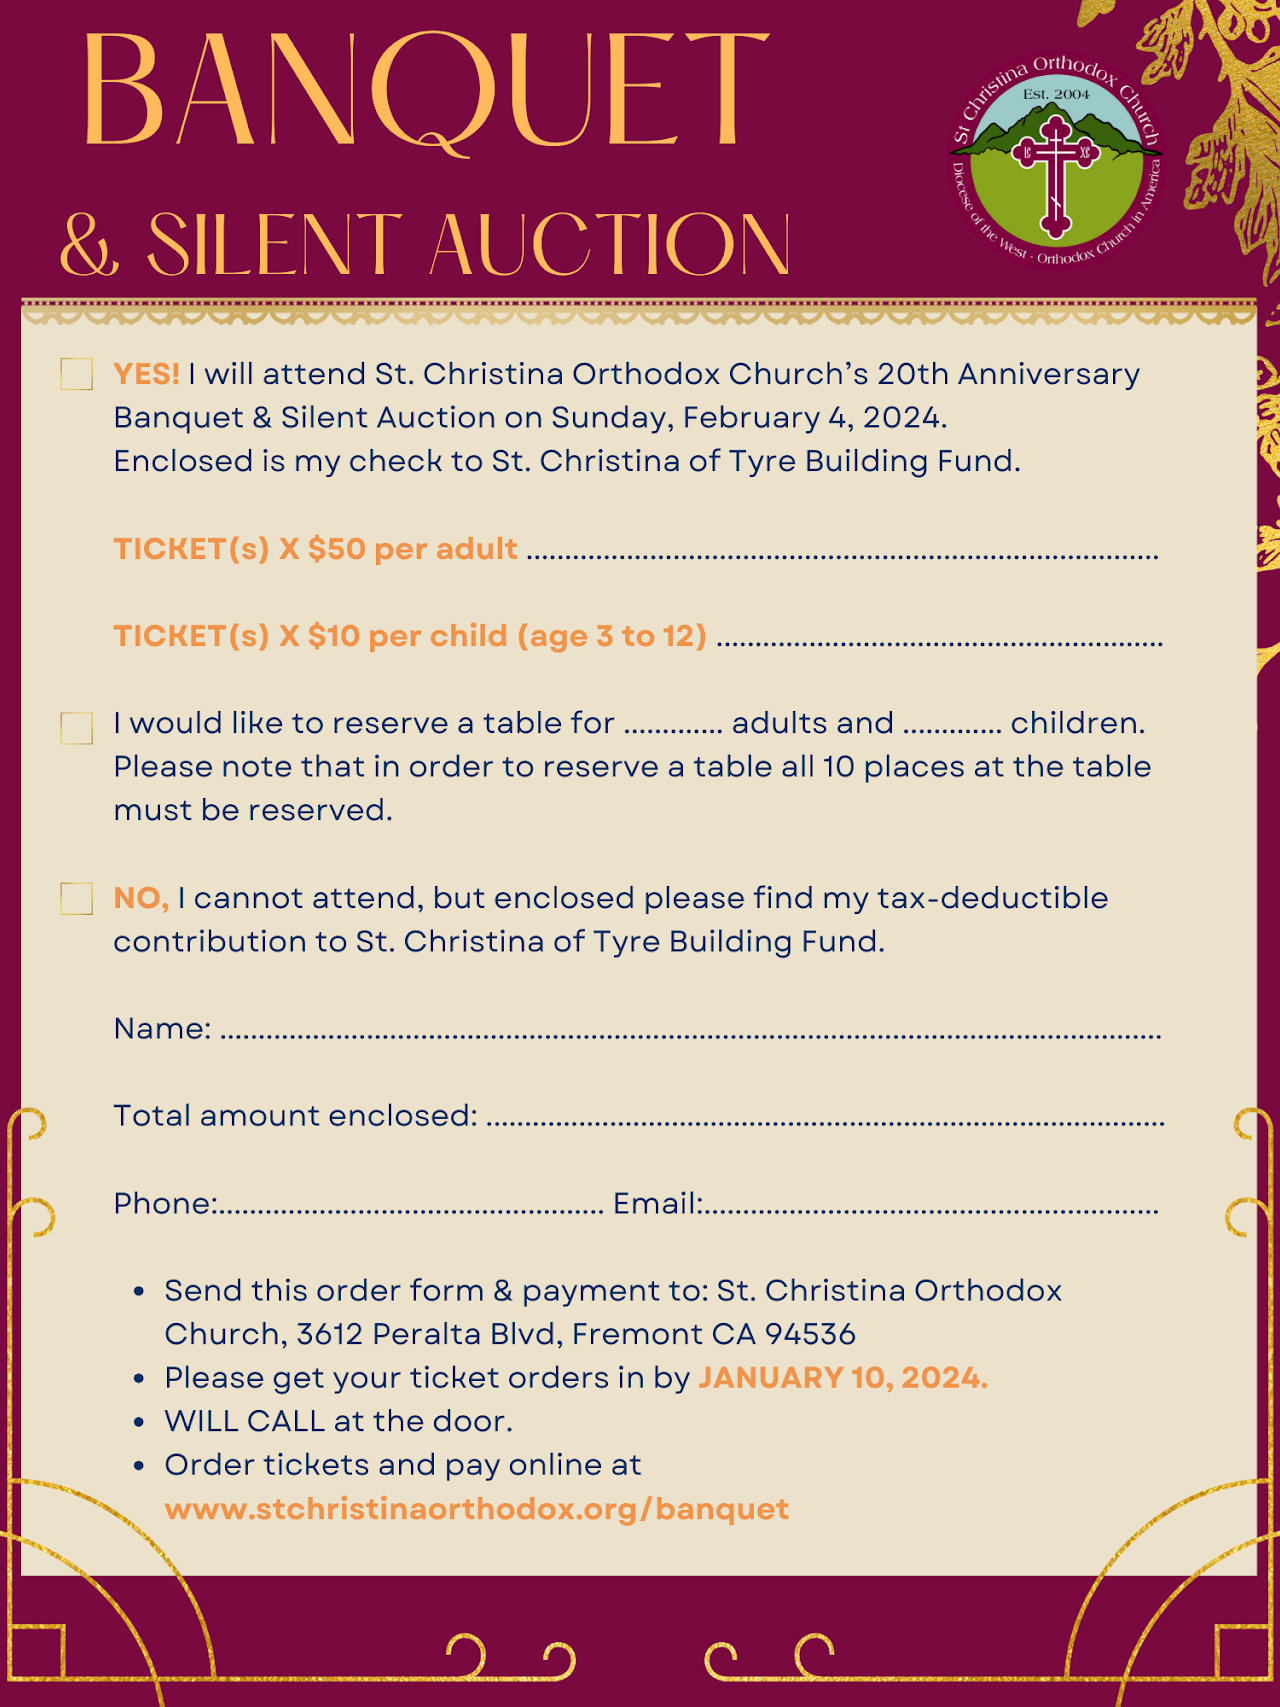 BANQUET
& SILENT AUCTION
St Christina Orthodox Church
Est. 2004
IC XC
Diocese of the West - Orthodox Church in America
YES! I will attend St. Christina Orthodox Church’s 20th Anniversary
Banquet & Silent Auction on Sunday, February 4, 2024.
Enclosed is my check to St. Christina of Tyre Building Fund.
TICKET(s) X $50 per adult ..................................................................................
TICKET(s) X $10 per child (age 3 to 12) ..........................................................
I would like to reserve a table for ............. adults and ............. children.
Please note that in order to reserve a table all 10 places at the table
must be reserved.
NO, I cannot attend, but enclosed please find my tax-deductible
contribution to St. Christina of Tyre Building Fund.
Name: ..........................................................................................................................
Total amount enclosed: ........................................................................................
Phone:.................................................. Email:...........................................................
• Send this order form & payment to: St. Christina Orthodox
Church, 3612 Peralta Blvd, Fremont CA 94536
• Please get your ticket orders in by JANUARY 10, 2024.
• WILL CALL at the door.
• Order tickets and pay online at
www.stchristinaorthodox.org/banquet